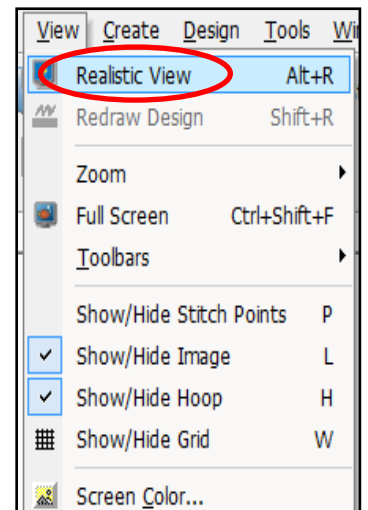 View Create Design Tools Wi
Realistic View Alt+R
Redraw Design Shift+R
Zoom
Full Screen Ctrl+Shift+F
Toolbars
Show/Hide Stitch Points P
Show/Hide Image L
Show/Hide Hoop H
Show/Hide Grid W
Screen Color...